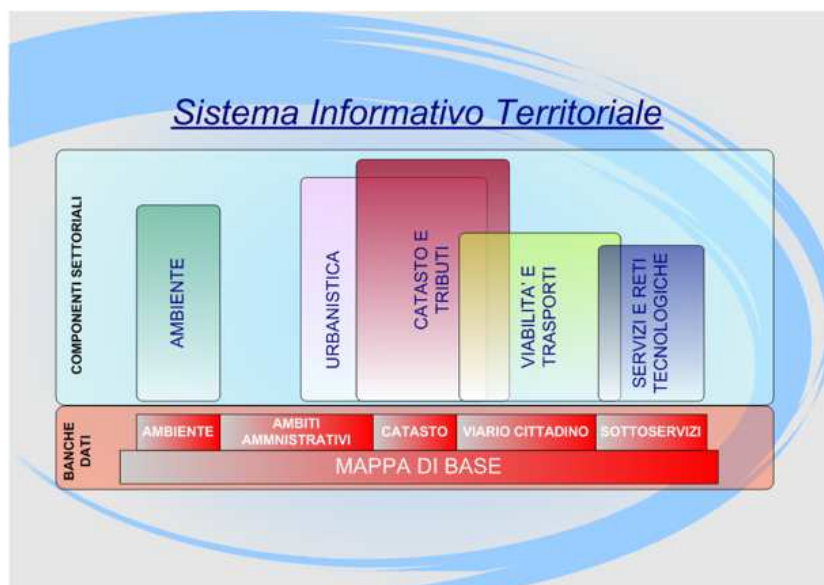 Sistema Informativo Territoriale
COMPONENTI SETTORIALI
AMBIENTE
URBANISTICA
CATASTO E
TRIBUTI
VIABILITA' E
TRASPORTI
SERVIZI E RETI
TECNOLOGICHE
BANCHE
DATI
AMBIENTE
AMBITI
AMMNISTRATIVI
CATASTO
VIARIO CITTADINO
SOTTOSERVIZI
MAPPA DI BASE